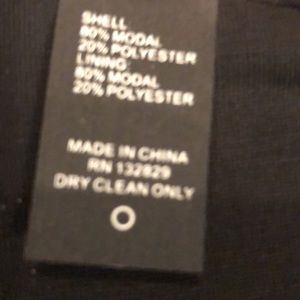 SHELL:
80% MODAL
20% POLYESTER
LINING:
80% MODAL
20% POLYESTER
MADE IN CHINA
RN 132829
DRY CLEAN ONLY